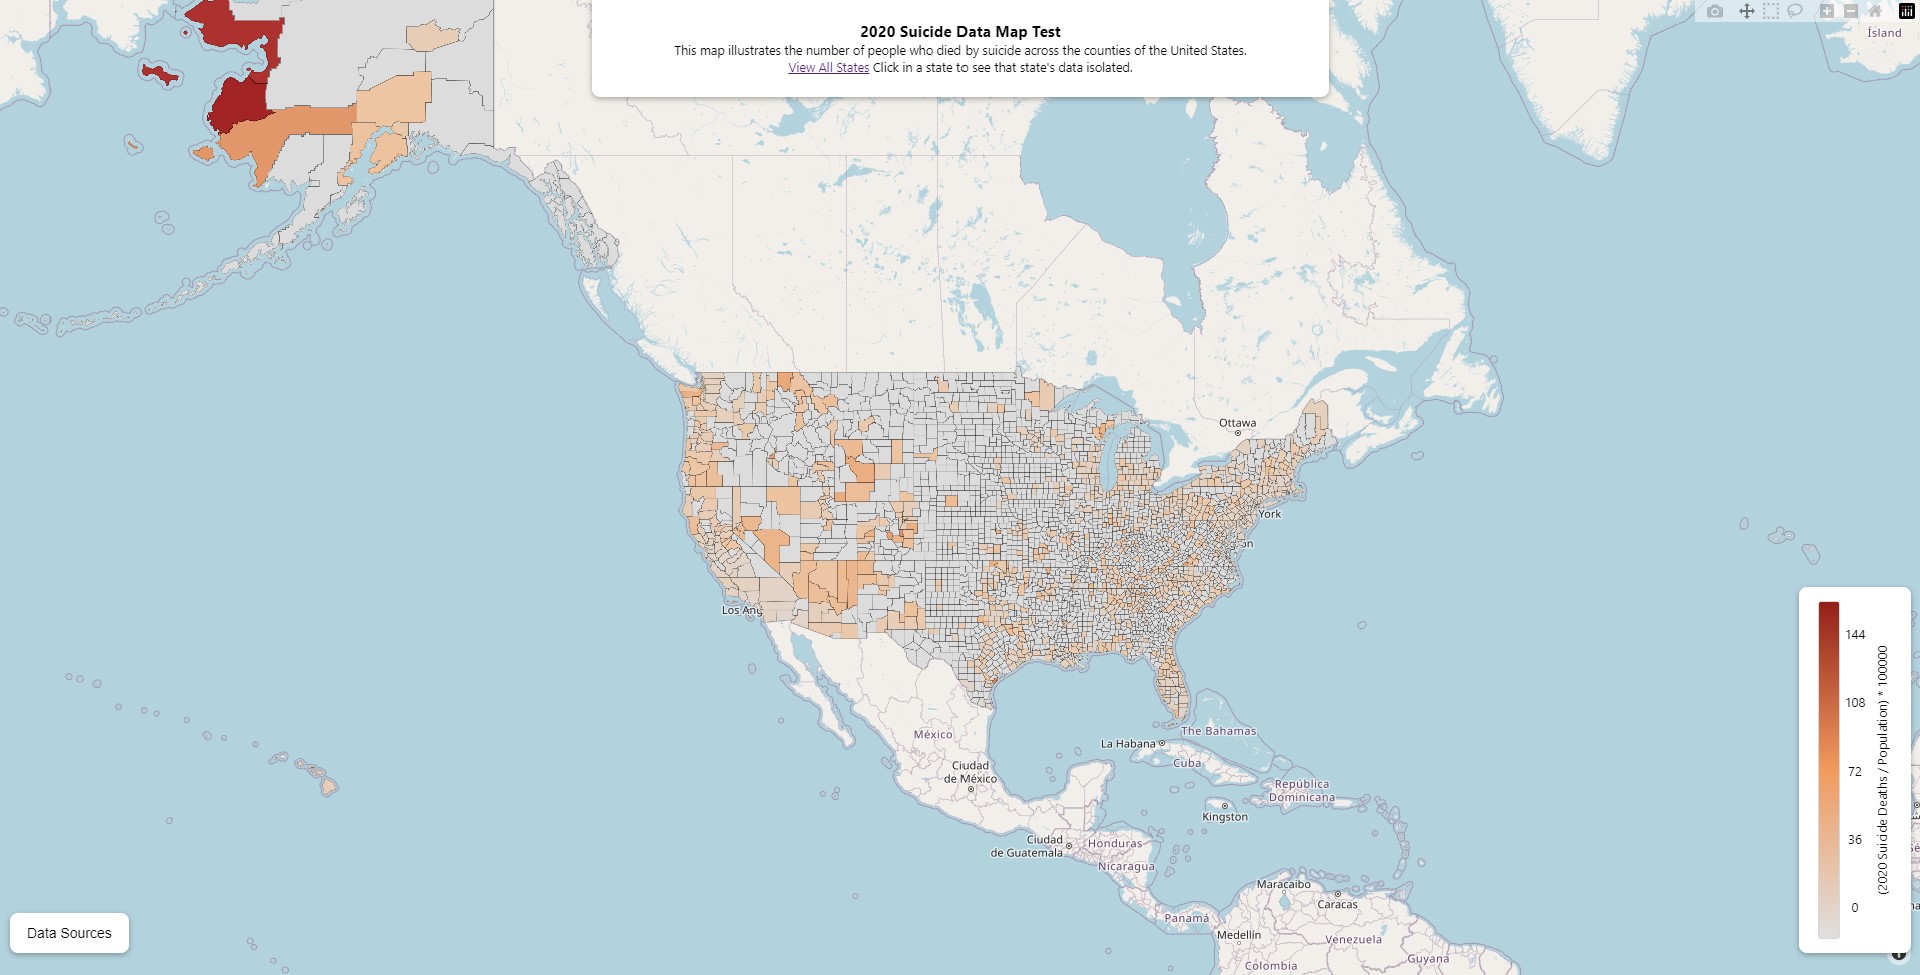 2020 Suicide Data Map Test
This map illustrates the number of people who died by suicide across the counties of the United States.
View All States Click in a state to see that state's data isolated.
Ísland
Ottawa
York
Los Ang
México
Ciudad
de México
La Habana
The Bahamas
Cuba
República
Dominicana
Kingston
Ciudad
de Guatemala
Honduras
Nicaragua
Maracaibo
Caracas
Panamá
Medellín
Venezuela
Colombia
Guyana
144
108
72
36
0
(2020 Suicide Deaths / Population) * 100000
Data Sources